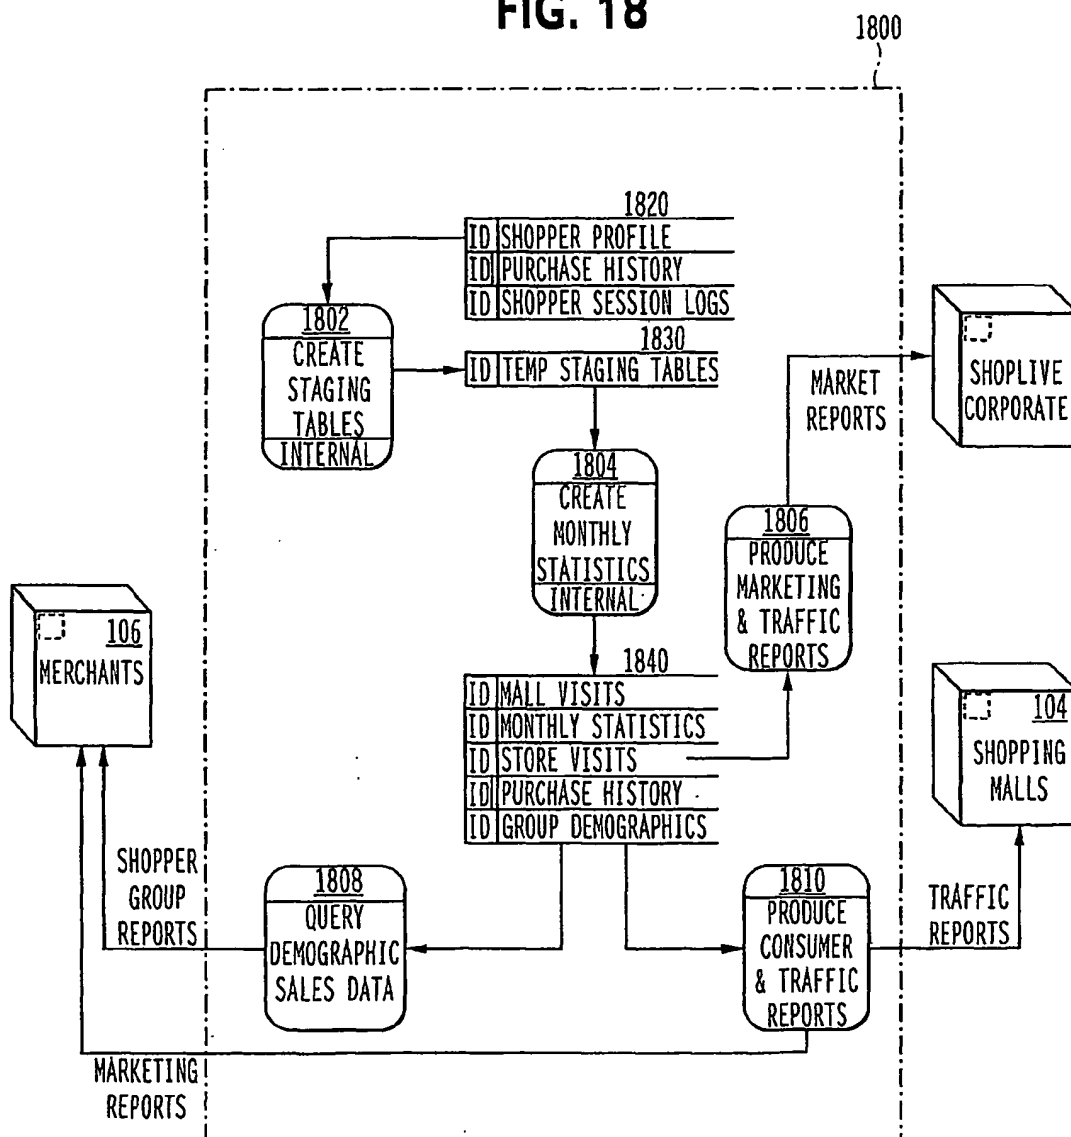 FIG. 18
1800
1820
ID SHOPPER PROFILE
ID PURCHASE HISTORY
ID SHOPPER SESSION LOGS
1802
CREATE
STAGING
TABLES
INTERNAL
1830
ID TEMP STAGING TABLES
MARKET
REPORTS
SHOPLIVE
CORPORATE
1804
CREATE
MONTHLY
STATISTICS
INTERNAL
1806
PRODUCE
MARKETING
& TRAFFIC
REPORTS
106
MERCHANTS
1840
ID MALL VISITS
ID MONTHLY STATISTICS
ID STORE VISITS
ID PURCHASE HISTORY
ID GROUP DEMOGRAPHICS
104
SHOPPING
MALLS
SHOPPER
GROUP
REPORTS
1808
QUERY
DEMOGRAPHIC
SALES DATA
1810
PRODUCE
CONSUMER
& TRAFFIC
REPORTS
TRAFFIC
REPORTS
MARKETING
REPORTS